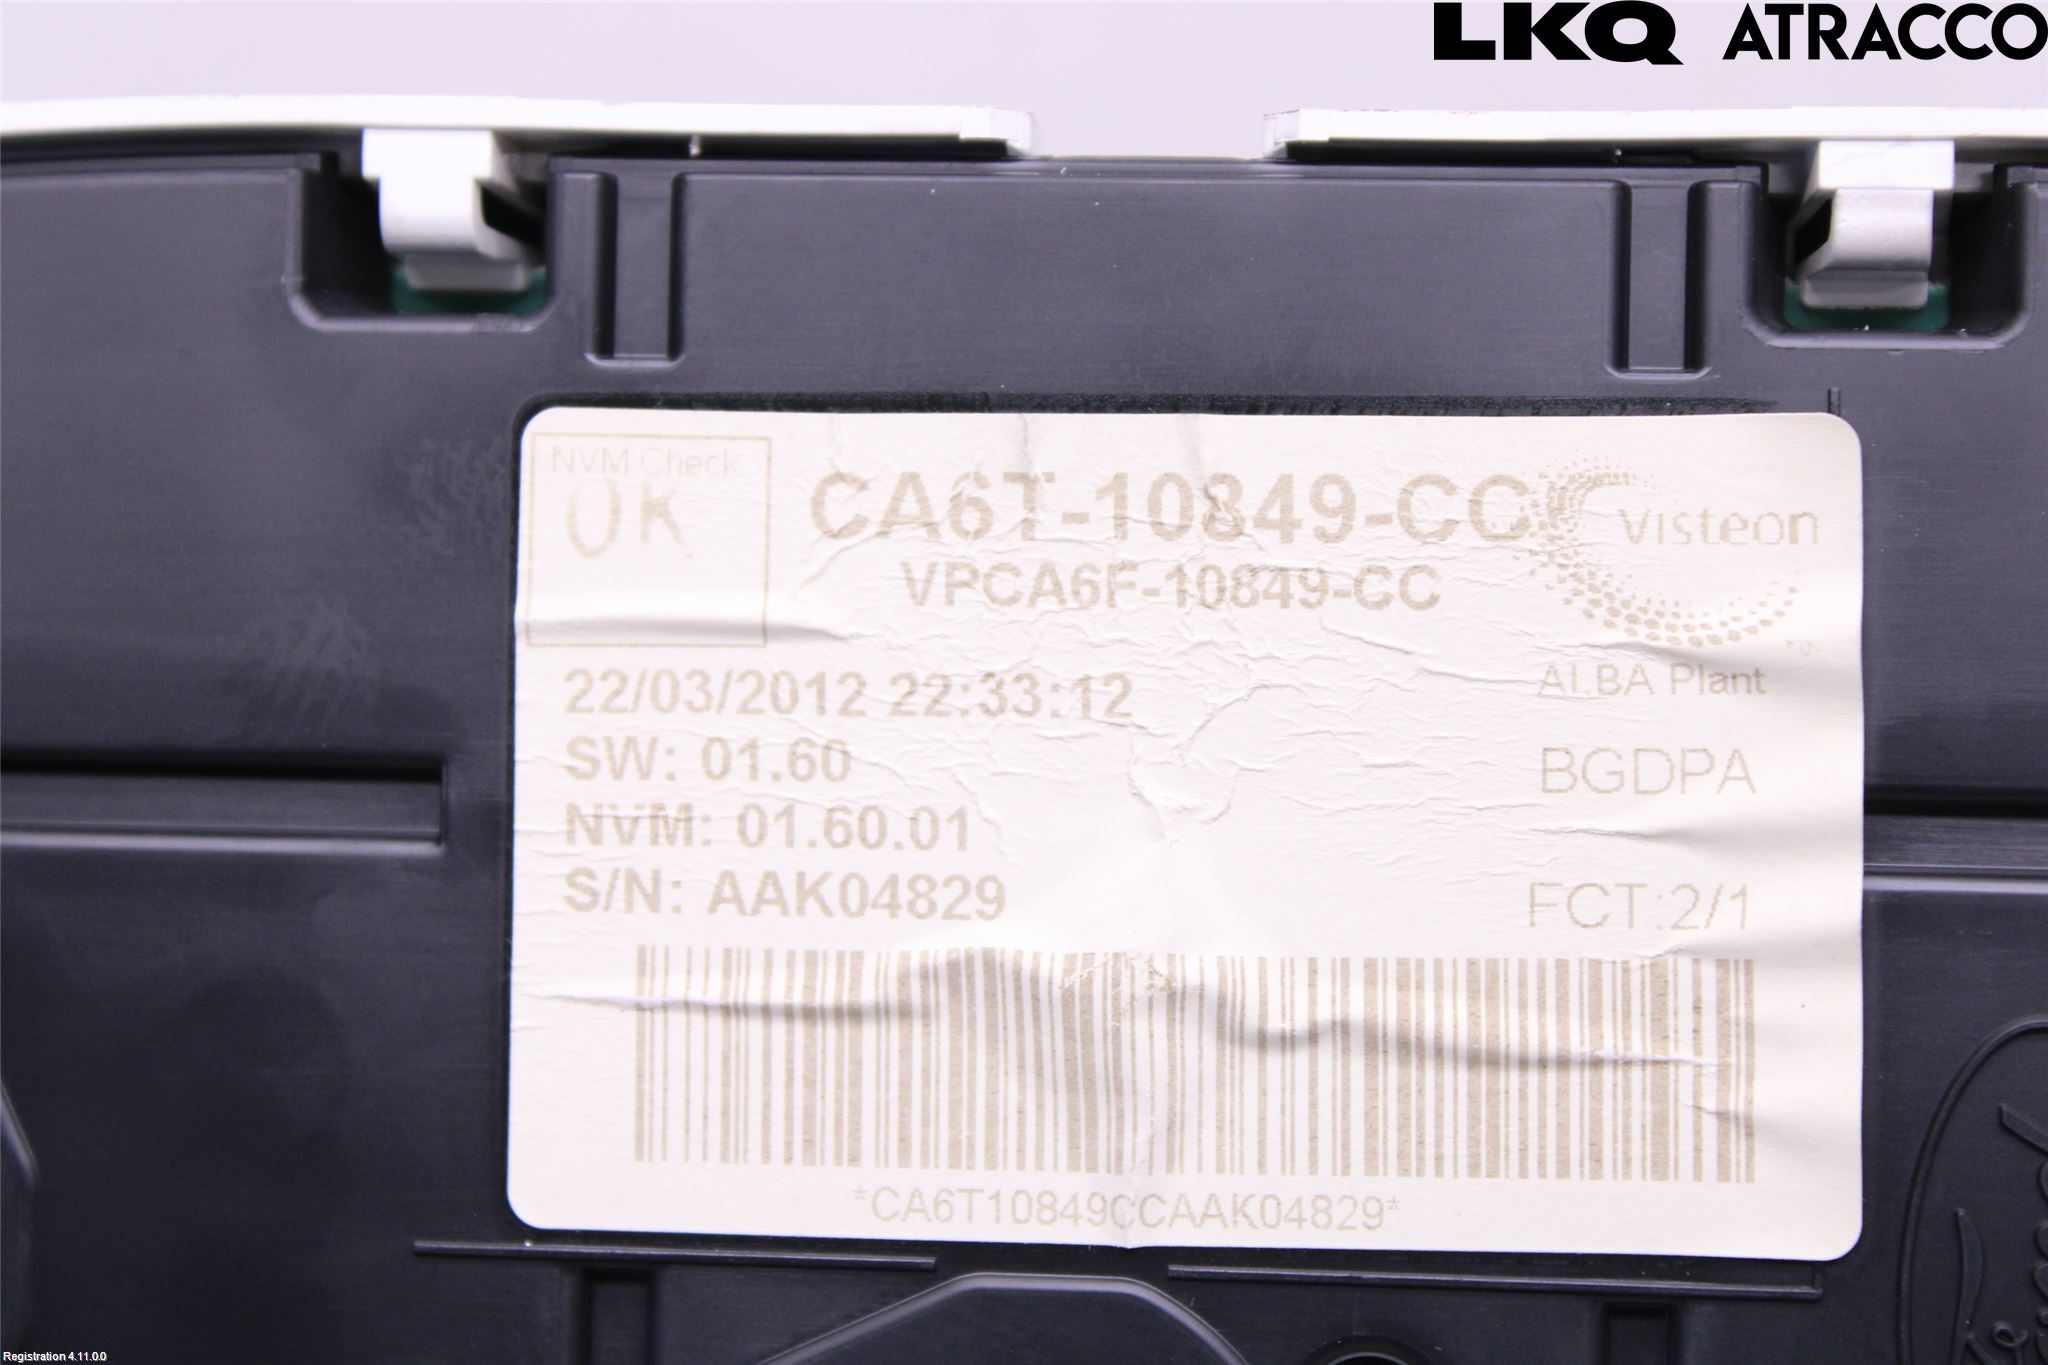 LKQ ATRACCO
NVM Check
OK
CA6T-10849-CC
VPCA6F-10849-CC
Visteon
ALBA Plant
22/03/2012 22:33:12
SW: 01.60
BGDPA
NVM: 01.60.01
S/N: AAK04829
FCT:2/1
*CA6T10849CCAAK04829*
Registration 4.11.0.0